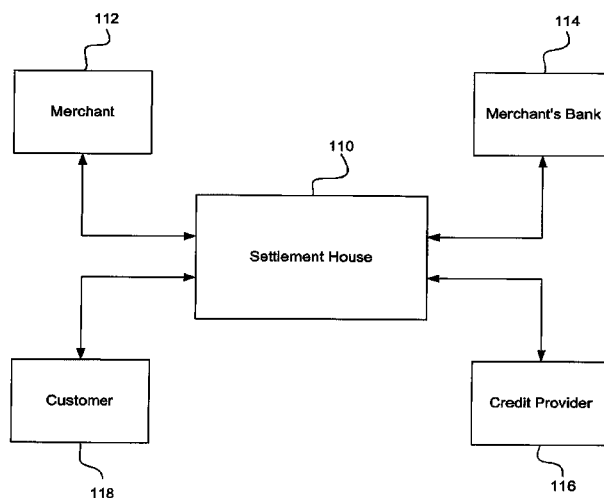 112
114
Merchant
Merchant's Bank
110
Settlement House
Customer
Credit Provider
118
116